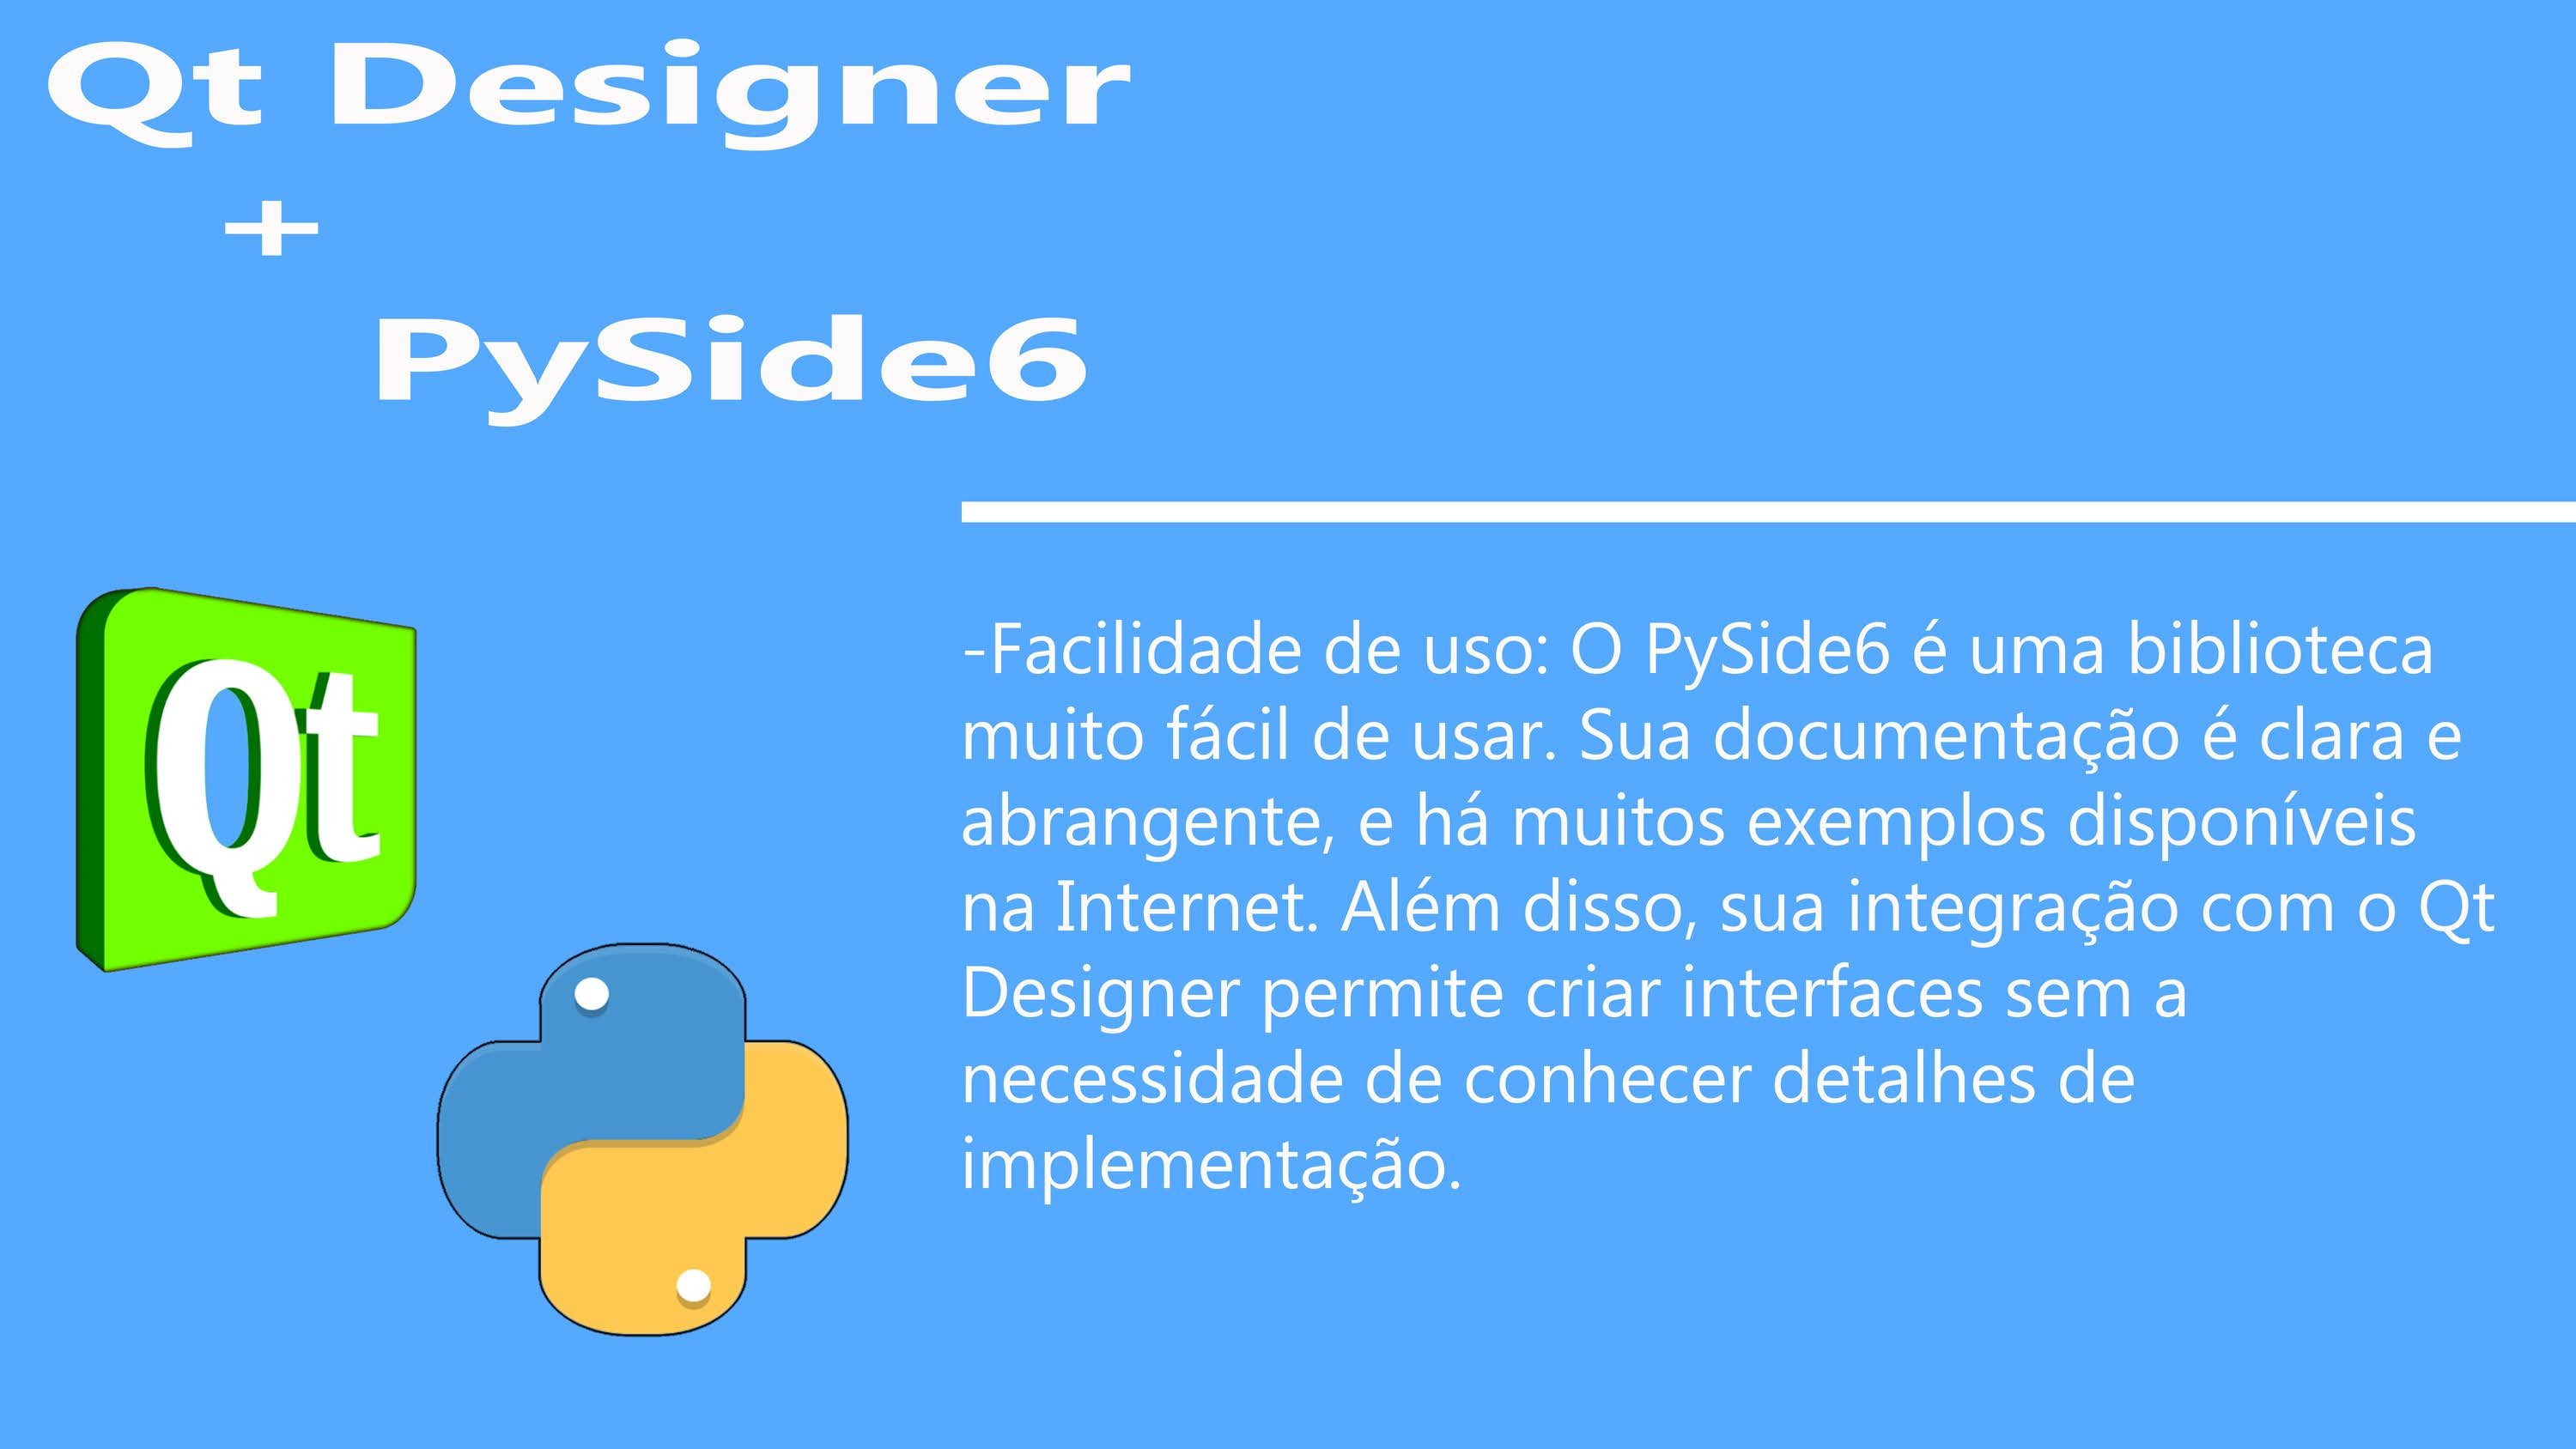 Qt Designer
+
PySide6
Qt
-Facilidade de uso: O PySide6 é uma biblioteca
muito fácil de usar. Sua documentação é clara e
abrangente, e há muitos exemplos disponíveis
na Internet. Além disso, sua integração com o Qt
Designer permite criar interfaces sem a
necessidade de conhecer detalhes de
implementação.